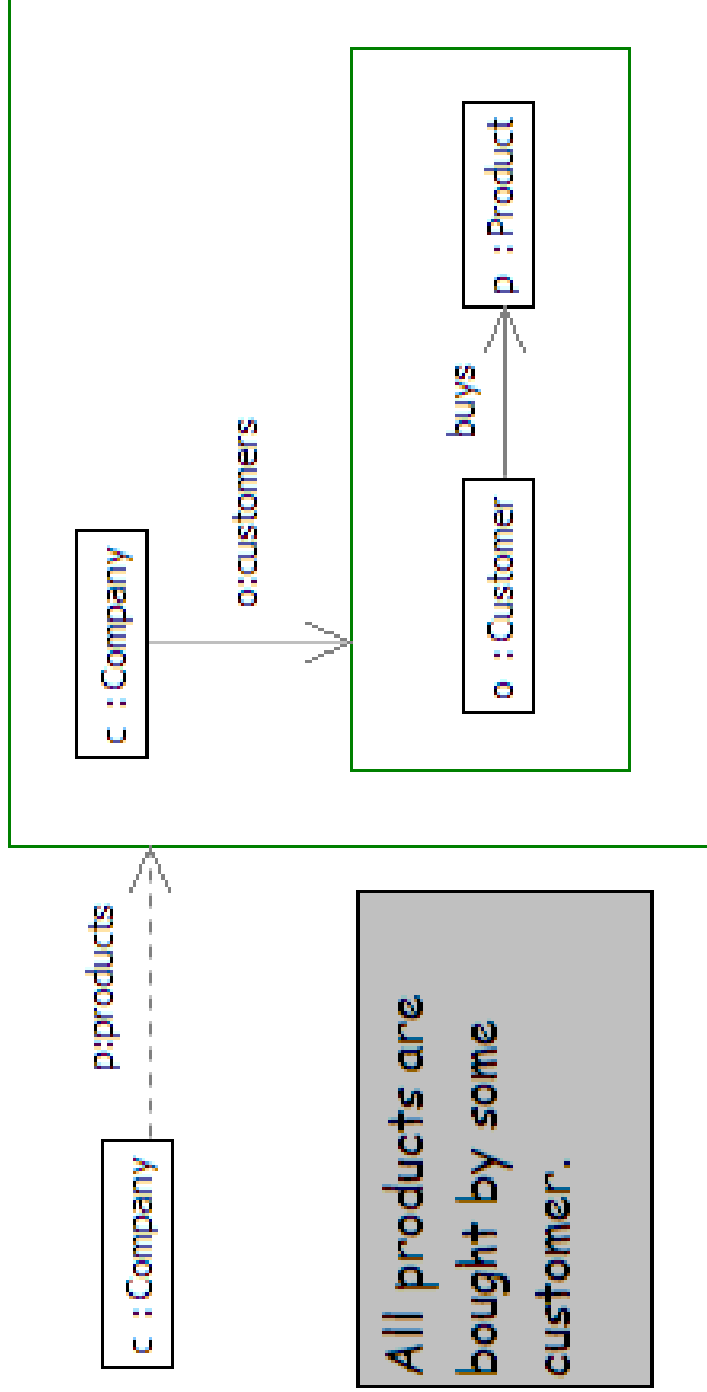 c ::Company
p:products
c ::Company
o:customers
o ::Customer
buys
p ::Product
All products are
bought by some
customer.